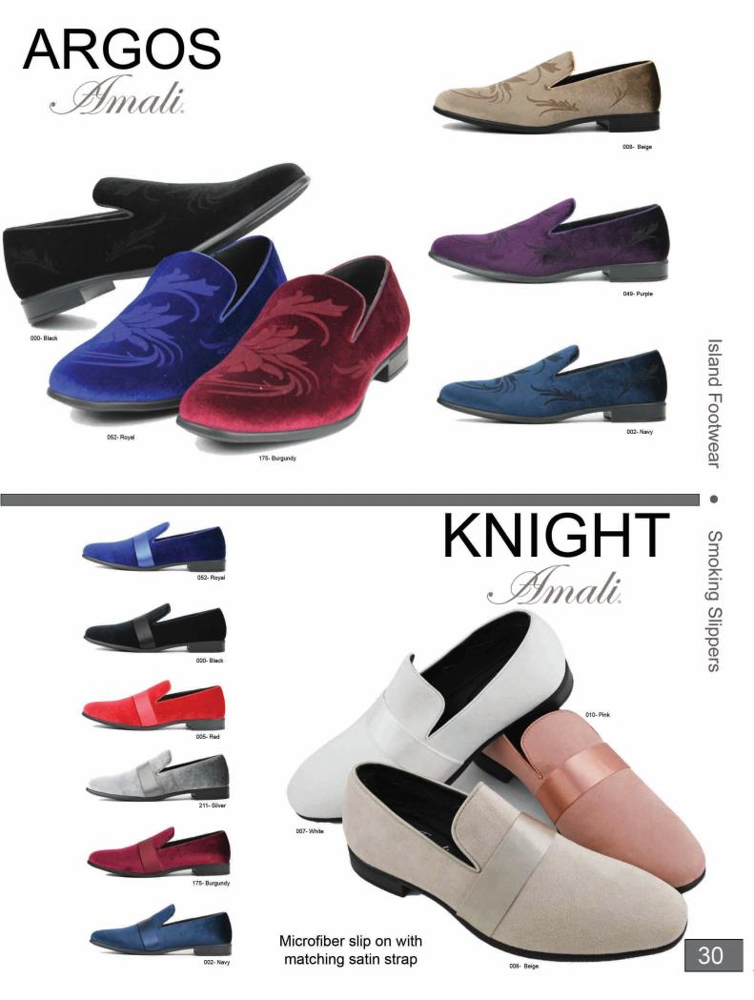 ARGOS
Amali®
008- Beige
049- Purple
000- Black
002- Navy
052- Royal
175- Burgundy
Island Footwear • Smoking Slippers
KNIGHT
Amali®
052- Royal
000- Black
005- Red
010- Pink
211- Silver
007- White
175- Burgundy
002- Navy
Microfiber slip on with
matching satin strap
008- Beige
30